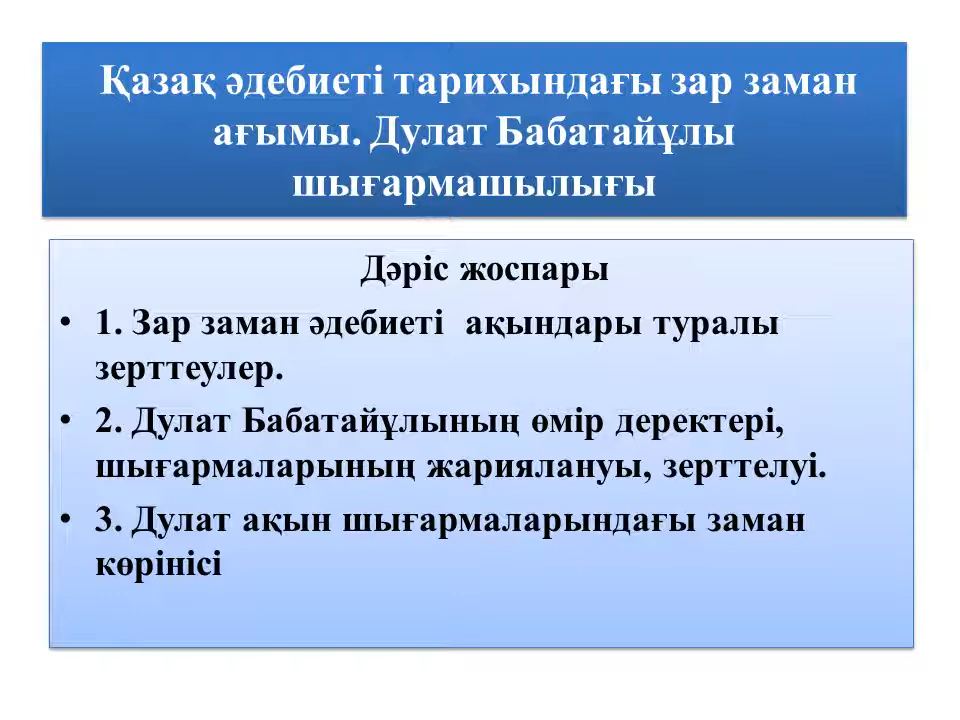 Қазақ әдебиеті тарихындағы зар заман
ағымы. Дулат Бабатайұлы
шығармашылығы
Дәріс жоспары
• 1. Зар заман әдебиеті  ақындары туралы
зерттеулер.
• 2. Дулат Бабатайұлының өмір деректері,
шығармаларының жариялануы, зерттелуі.
• 3. Дулат ақын шығармаларындағы заман
көрінісі